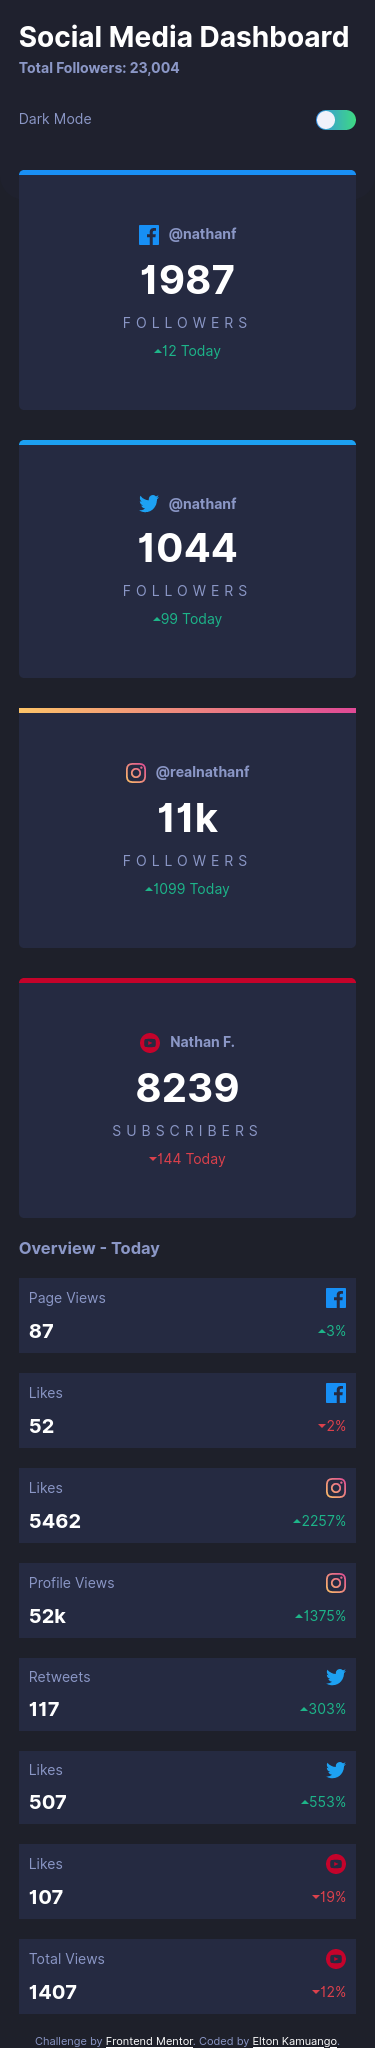 Social Media Dashboard
Total Followers: 23,004
Dark Mode
@nathanf
1987
FOLLOWERS
12 Today
@nathanf
1044
FOLLOWERS
99 Today
@realnathanf
11k
FOLLOWERS
1099 Today
Nathan F.
8239
SUBSCRIBERS
144 Today
Overview - Today
Page Views
87 3%
Likes
52 2%
Likes
5462 2257%
Profile Views
52k 1375%
Retweets
117 303%
Likes
507 553%
Likes
107 19%
Total Views
1407 12%
Challenge by Frontend Mentor. Coded by Elton Kamuango.